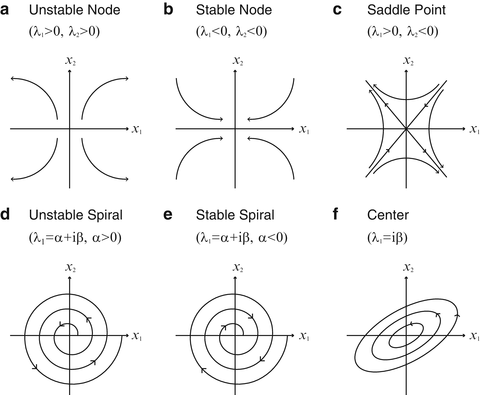 a Unstable Node
(λ₁>0, λ₂>0)
x₂
x₁
b Stable Node
(λ₁<0, λ₂<0)
x₂
x₁
c Saddle Point
(λ₁>0, λ₂<0)
x₂
x₁
d Unstable Spiral
(λ₁=α+iβ, α>0)
x₂
x₁
e Stable Spiral
(λ₁=α+iβ, α<0)
x₂
x₁
f Center
(λ₁=iβ)
x₂
x₁